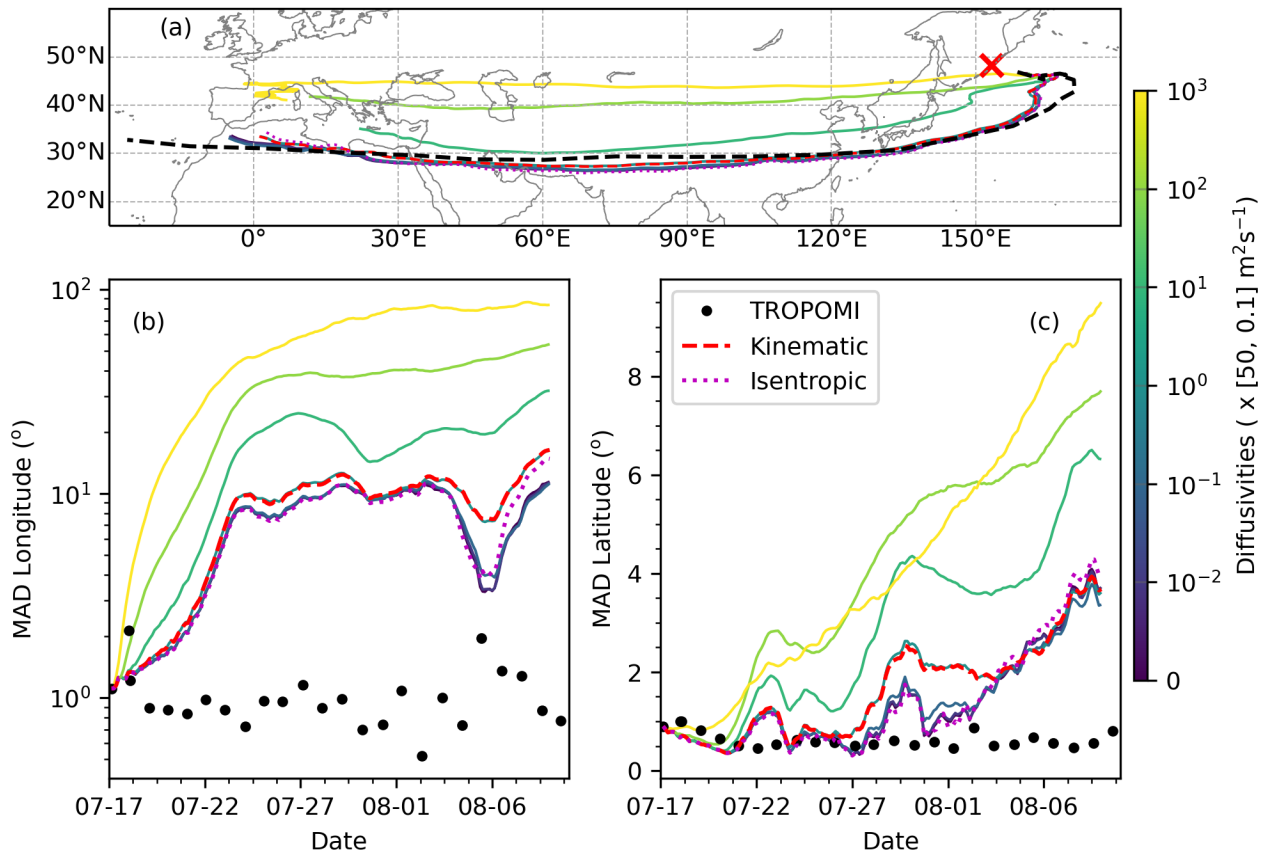 (a)
50°N
40°N
30°N
20°N
0° 30°E 60°E 90°E 120°E 150°E
10³
10²
10¹
10⁰
10⁻¹
10⁻²
0
Diffusivities ( x [50, 0.1] m²s⁻¹)
(b)
10²
10¹
10⁰
MAD Longitude (°)
07-17 07-22 07-27 08-01 08-06
Date
(c)
TROPOMI
Kinematic
Isentropic
8
6
4
2
0
MAD Latitude (°)
07-17 07-22 07-27 08-01 08-06
Date